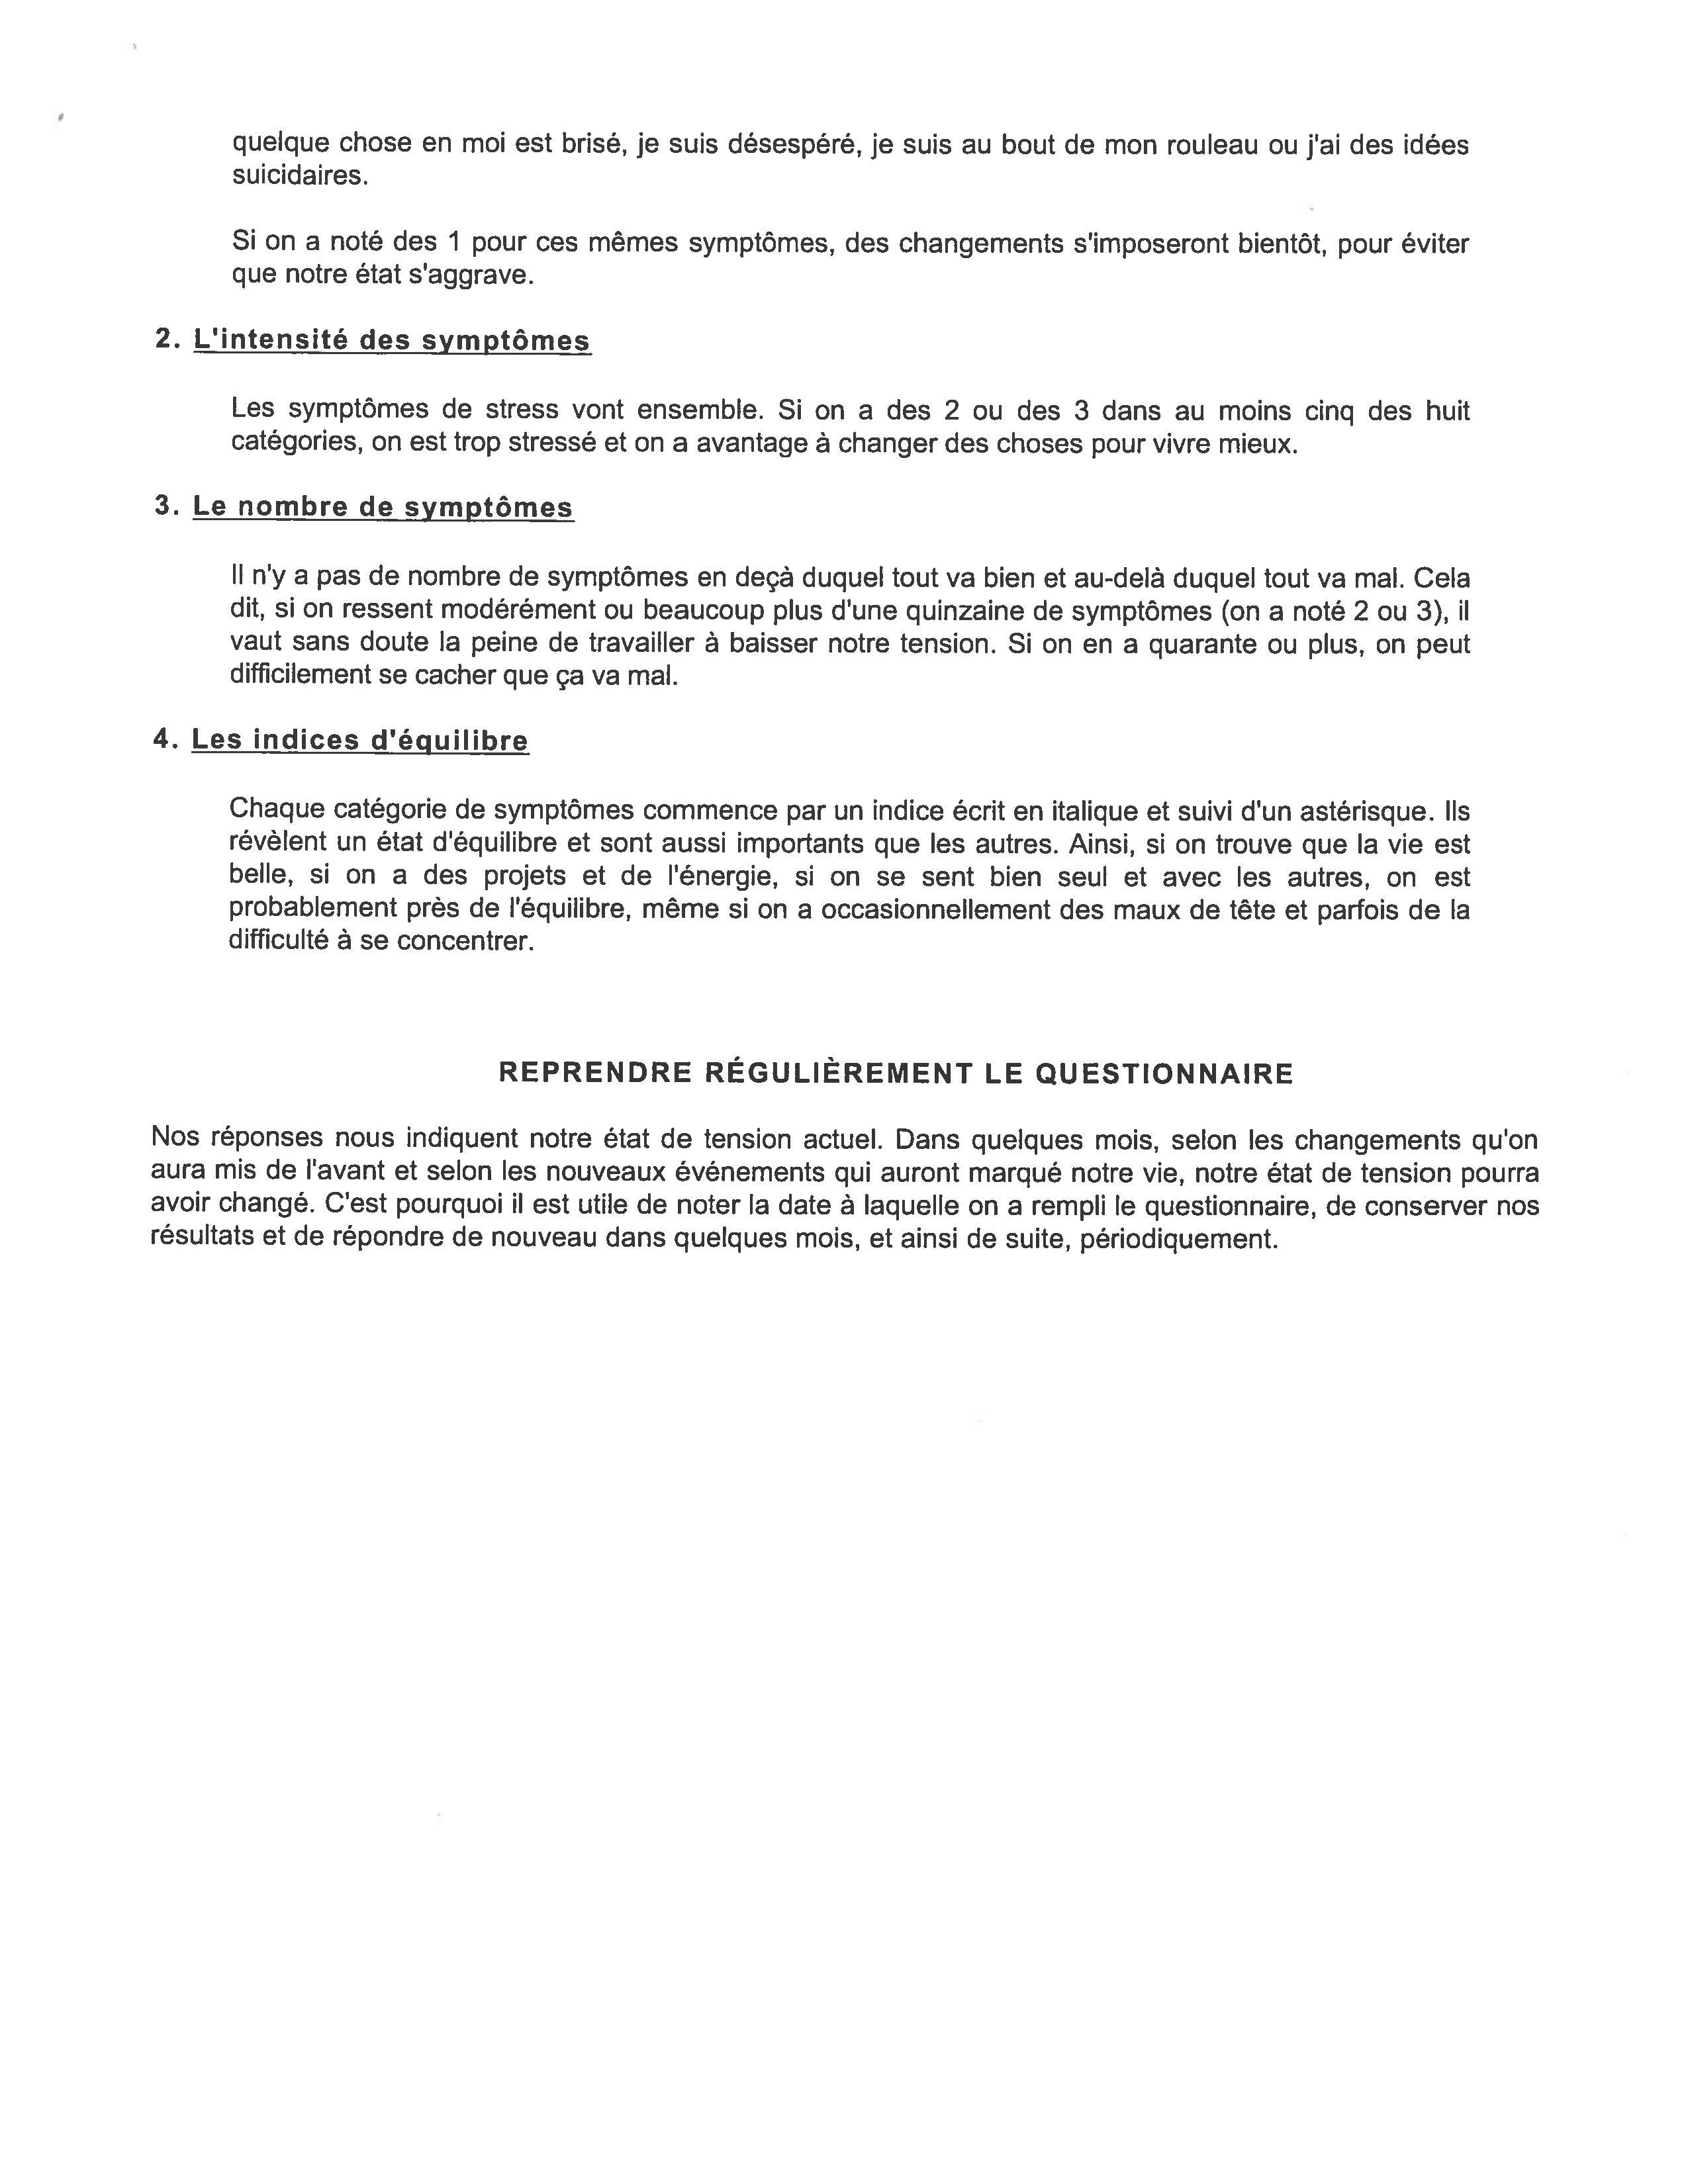 quelque chose en moi est brisé, je suis désespéré, je suis au bout de mon rouleau ou j'ai des idées
suicidaires.
Si on a noté des 1 pour ces mêmes symptômes, des changements s'imposeront bientôt, pour éviter
que notre état s'aggrave.
2. L'intensité des symptômes
Les symptômes de stress vont ensemble. Si on a des 2 ou des 3 dans au moins cinq des huit
catégories, on est trop stressé et on a avantage à changer des choses pour vivre mieux.
3. Le nombre de symptômes
Il n'y a pas de nombre de symptômes en deçà duquel tout va bien et au-delà duquel tout va mal. Cela
dit, si on ressent modérément ou beaucoup plus d'une quinzaine de symptômes (on a noté 2 ou 3), il
vaut sans doute la peine de travailler à baisser notre tension. Si on en a quarante ou plus, on peut
difficilement se cacher que ça va mal.
4. Les indices d'équilibre
Chaque catégorie de symptômes commence par un indice écrit en italique et suivi d'un astérisque. Ils
révèlent un état d'équilibre et sont aussi importants que les autres. Ainsi, si on trouve que la vie est
belle, si on a des projets et de l'énergie, si on se sent bien seul et avec les autres, on est
probablement près de l'équilibre, même si on a occasionnellement des maux de tête et parfois de la
difficulté à se concentrer.
REPRENDRE RÉGULIÈREMENT LE QUESTIONNAIRE
Nos réponses nous indiquent notre état de tension actuel. Dans quelques mois, selon les changements qu'on
aura mis de l'avant et selon les nouveaux événements qui auront marqué notre vie, notre état de tension pourra
avoir changé. C'est pourquoi il est utile de noter la date à laquelle on a rempli le questionnaire, de conserver nos
résultats et de répondre de nouveau dans quelques mois, et ainsi de suite, périodiquement.